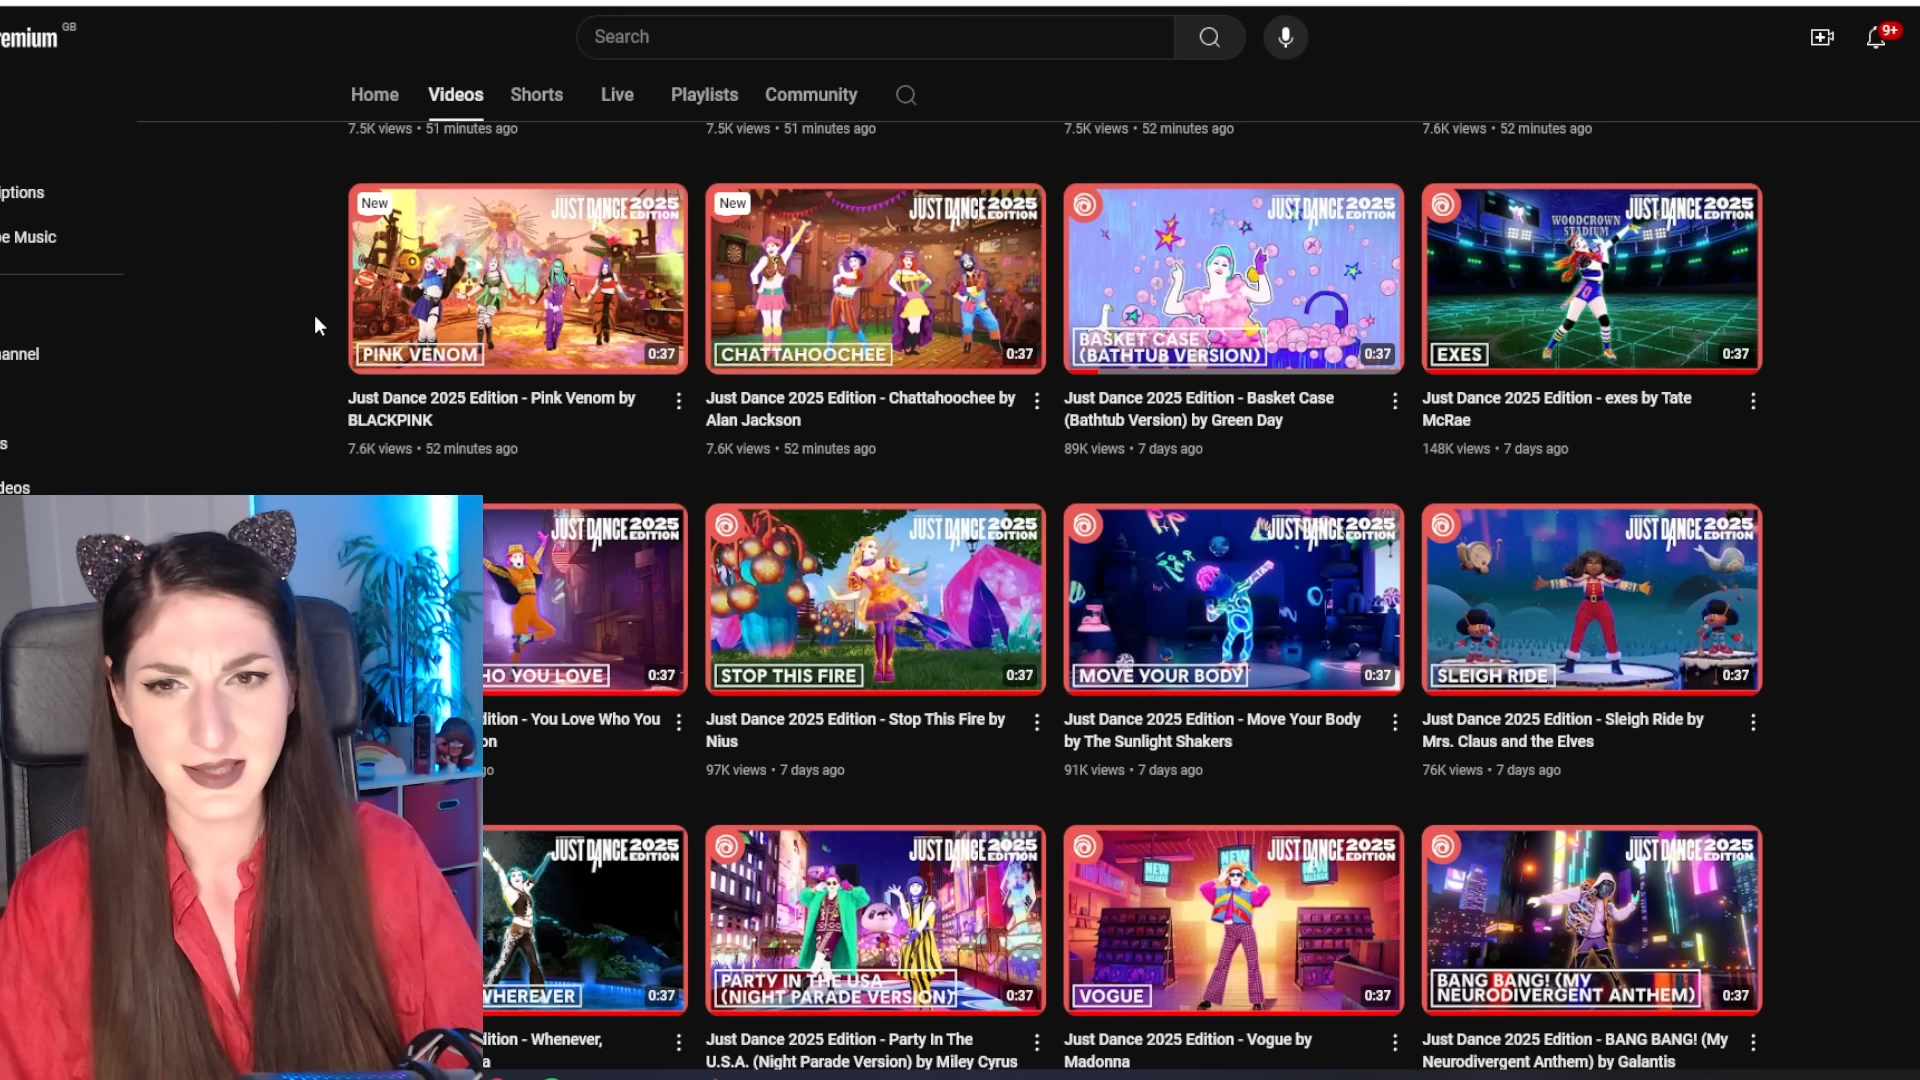 remium GB
Search
9+
Home Videos Shorts Live Playlists Community
7.5K views • 51 minutes ago
7.5K views • 51 minutes ago
7.5K views • 52 minutes ago
7.6K views • 52 minutes ago
iptions
e Music
annel
s
deos
New
JUST DANCE 2025 EDITION
PINK VENOM
0:37
New
JUST DANCE 2025 EDITION
CHATTAHOOCHEE
0:37
JUST DANCE 2025 EDITION
BASKET CASE
(BATHTUB VERSION)
0:37
WOODCROWN
STADIUM
JUST DANCE 2025 EDITION
EXES
0:37
Just Dance 2025 Edition - Pink Venom by
BLACKPINK
7.6K views • 52 minutes ago
Just Dance 2025 Edition - Chattahoochee by
Alan Jackson
7.6K views • 52 minutes ago
Just Dance 2025 Edition - Basket Case
(Bathtub Version) by Green Day
89K views • 7 days ago
Just Dance 2025 Edition - exes by Tate
McRae
148K views • 7 days ago
JUST DANCE 2025 EDITION
HO YOU LOVE
0:37
JUST DANCE 2025 EDITION
STOP THIS FIRE
0:37
JUST DANCE 2025 EDITION
MOVE YOUR BODY
0:37
JUST DANCE 2025 EDITION
SLEIGH RIDE
0:37
dition - You Love Who You
on
go
Just Dance 2025 Edition - Stop This Fire by
Nius
97K views • 7 days ago
Just Dance 2025 Edition - Move Your Body
by The Sunlight Shakers
91K views • 7 days ago
Just Dance 2025 Edition - Sleigh Ride by
Mrs. Claus and the Elves
76K views • 7 days ago
JUST DANCE 2025 EDITION
WHEREVER
0:37
JUST DANCE 2025 EDITION
PARTY IN THE USA
(NIGHT PARADE VERSION)
0:37
NEW
NEW
NEW
JUST DANCE 2025 EDITION
VOGUE
0:37
JUST DANCE 2025 EDITION
BANG BANG! (MY
NEURODIVERGENT ANTHEM)
0:37
dition - Whenever,
a
Just Dance 2025 Edition - Party In The
U.S.A. (Night Parade Version) by Miley Cyrus
Just Dance 2025 Edition - Vogue by
Madonna
Just Dance 2025 Edition - BANG BANG! (My
Neurodivergent Anthem) by Galantis